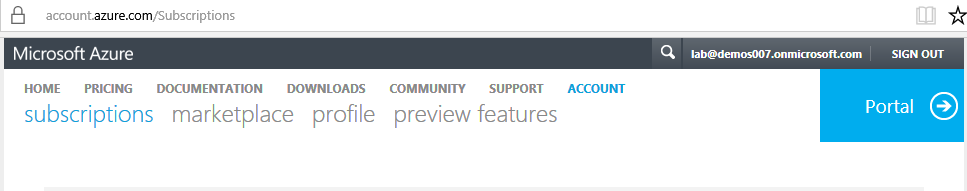 account.azure.com/Subscriptions
Microsoft Azure lab@demos007.onmicrosoft.com SIGN OUT
HOME PRICING DOCUMENTATION DOWNLOADS COMMUNITY SUPPORT ACCOUNT
subscriptions marketplace profile preview features
Portal